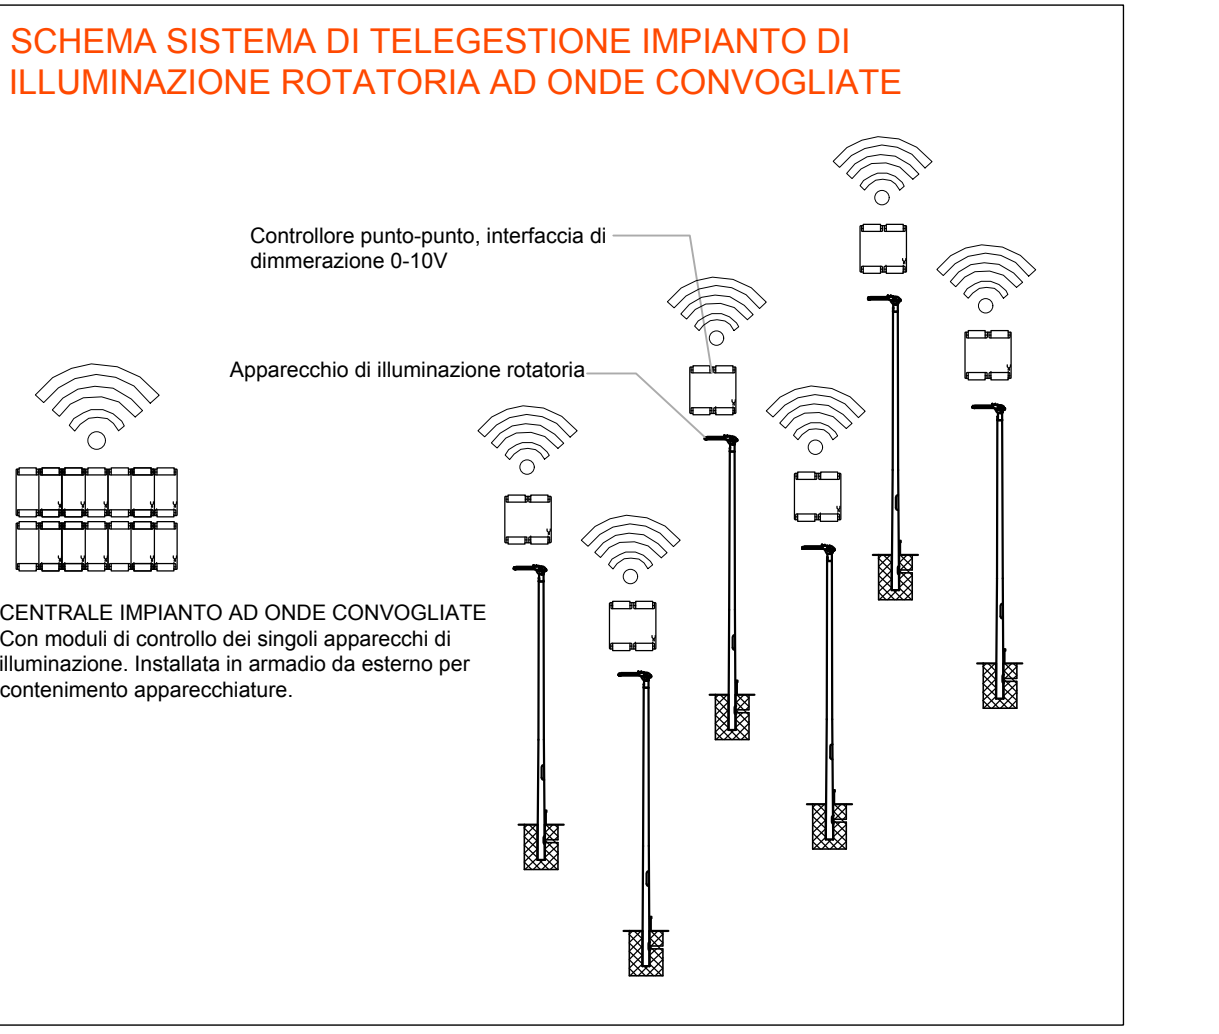 SCHEMA SISTEMA DI TELEGESTIONE IMPIANTO DI
ILLUMINAZIONE ROTATORIA AD ONDE CONVOGLIATE
Controllore punto-punto, interfaccia di
dimmerazione 0-10V
Apparecchio di illuminazione rotatoria
CENTRALE IMPIANTO AD ONDE CONVOGLIATE
Con moduli di controllo dei singoli apparecchi di
illuminazione. Installata in armadio da esterno per
contenimento apparecchiature.